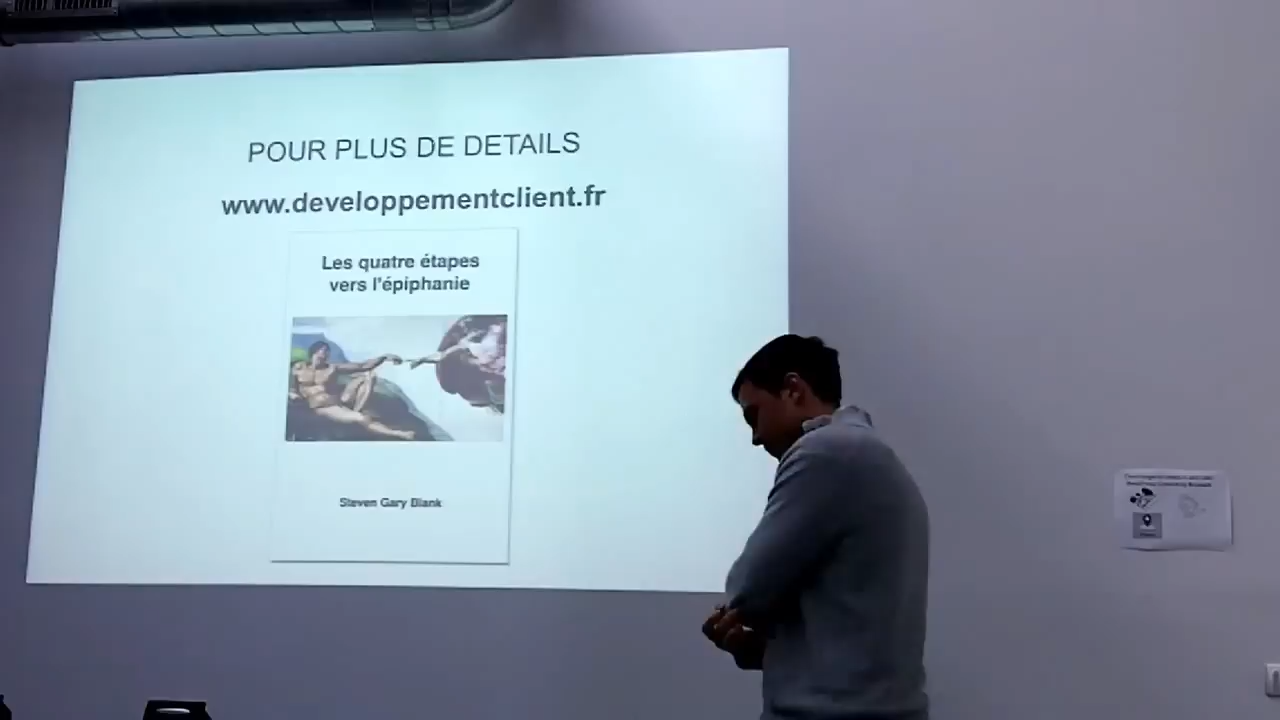 POUR PLUS DE DETAILS
www.developpementclient.fr
Les quatre étapes
vers l'épiphanie
Steven Gary Blank